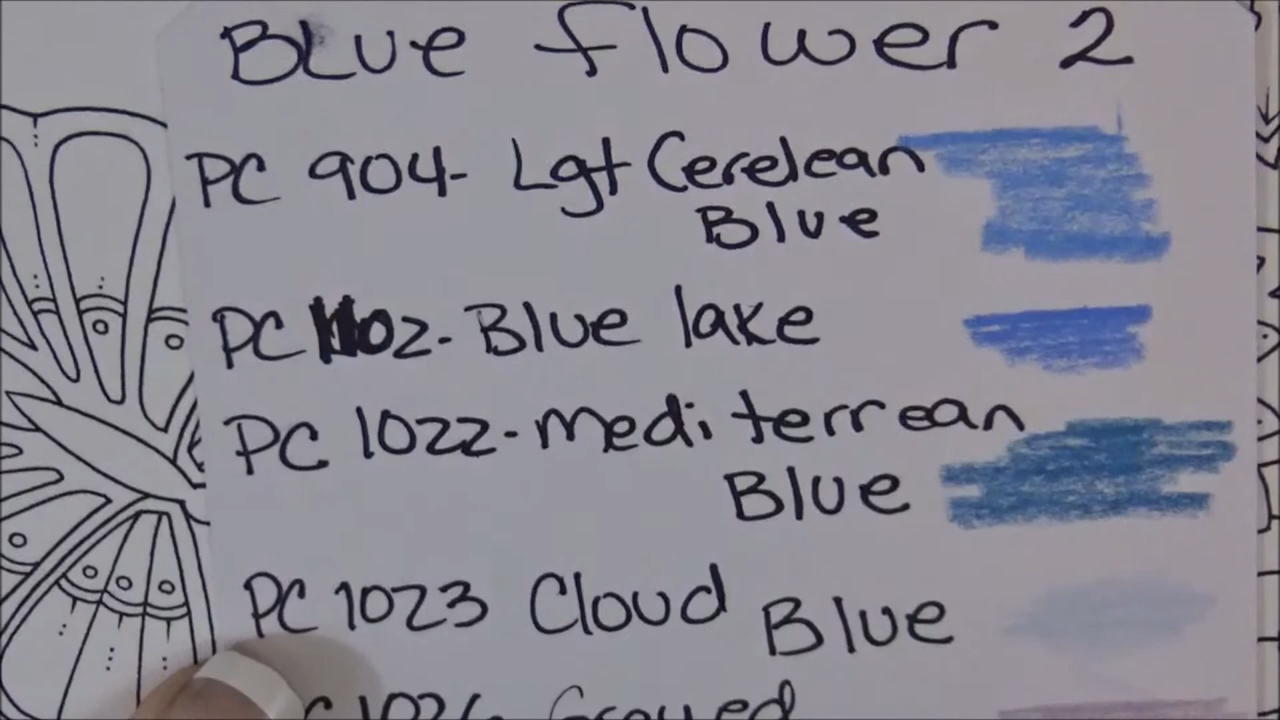 BLue flower 2
PC 904- Lgt Cerelean
Blue
PC 1102- Blue lake
PC 1022- mediterrean
Blue
PC 1023 Cloud Blue